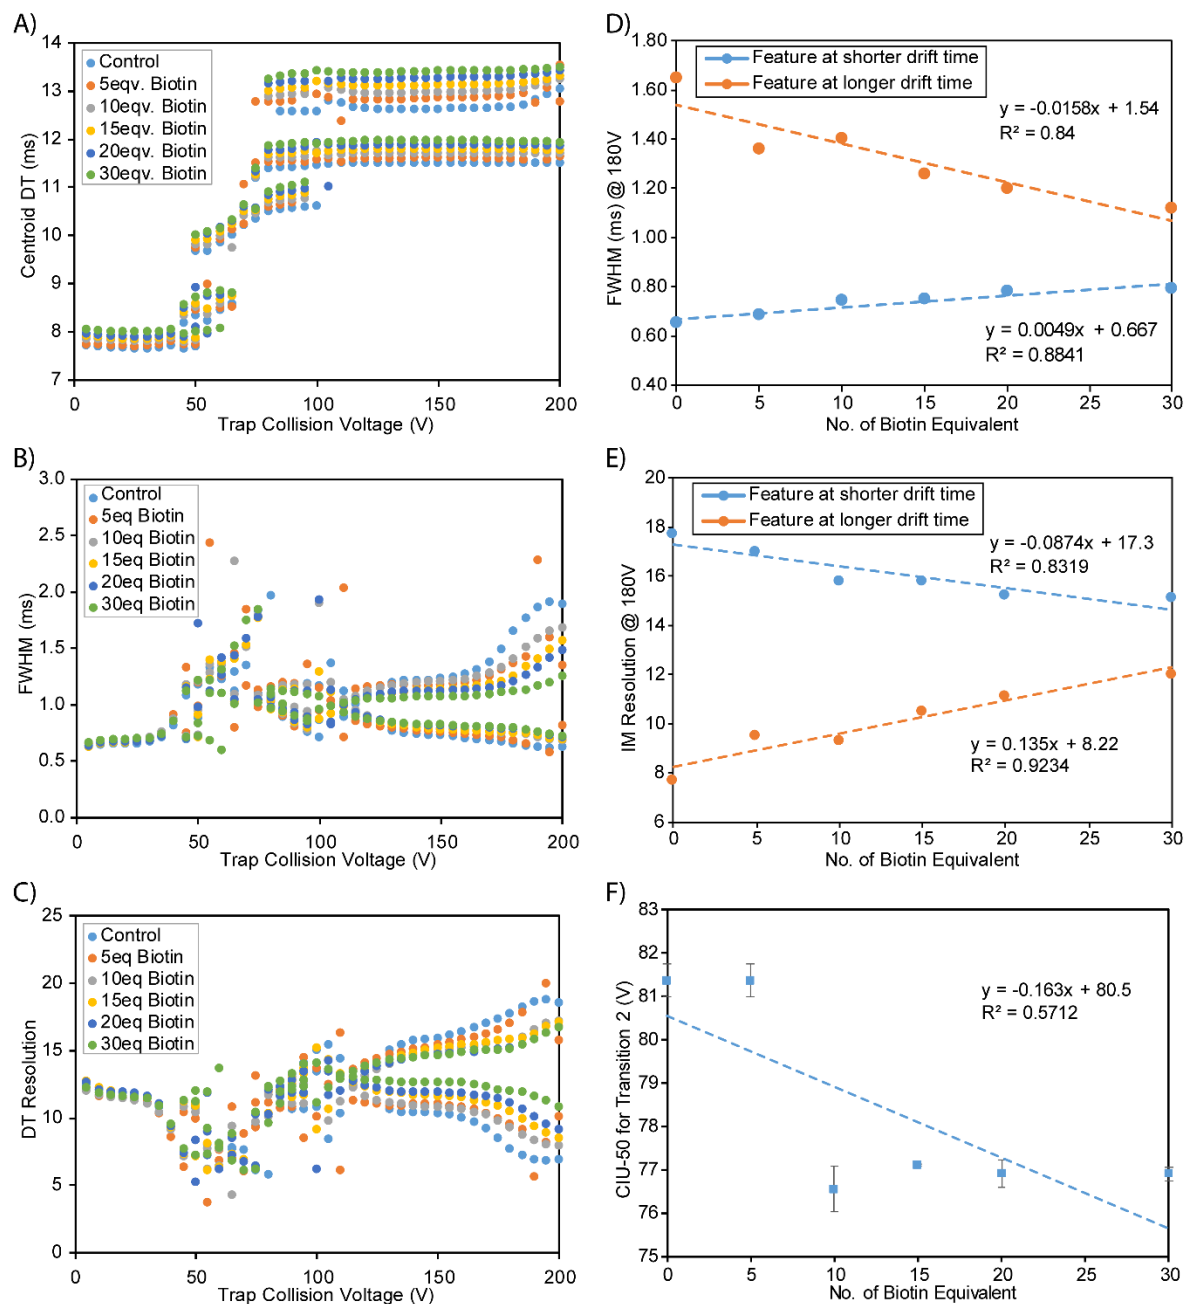 A)
Centroid DT (ms)
14
13
12
11
10
9
8
7
Control
5eqv. Biotin
10eqv. Biotin
15eqv. Biotin
20eqv. Biotin
30eqv. Biotin
0 50 100 150 200
Trap Collision Voltage (V)
B)
FWHM (ms)
3.0
2.5
2.0
1.5
1.0
0.5
0.0
Control
5eq Biotin
10eq Biotin
15eq Biotin
20eq Biotin
30eq Biotin
0 50 100 150 200
Trap Collision Voltage (V)
C)
DT Resolution
25
20
15
10
5
0
Control
5eq Biotin
10eq Biotin
15eq Biotin
20eq Biotin
30eq Biotin
0 50 100 150 200
Trap Collision Voltage (V)
D)
FWHM (ms) @ 180V
1.80
1.60
1.40
1.20
1.00
0.80
0.60
0.40
Feature at shorter drift time
Feature at longer drift time
y = -0.0158x + 1.54
R² = 0.84
y = 0.0049x + 0.667
R² = 0.8841
0 5 10 15 20 25 30
No. of Biotin Equivalent
E)
IM Resolution @ 180V
20
18
16
14
12
10
8
6
Feature at shorter drift time
Feature at longer drift time
y = -0.0874x + 17.3
R² = 0.8319
y = 0.135x + 8.22
R² = 0.9234
0 5 10 15 20 25 30
No. of Biotin Equivalent
F)
CIU-50 for Transition 2 (V)
83
82
81
80
79
78
77
76
75
y = -0.163x + 80.5
R² = 0.5712
0 5 10 15 20 25 30
No. of Biotin Equivalent